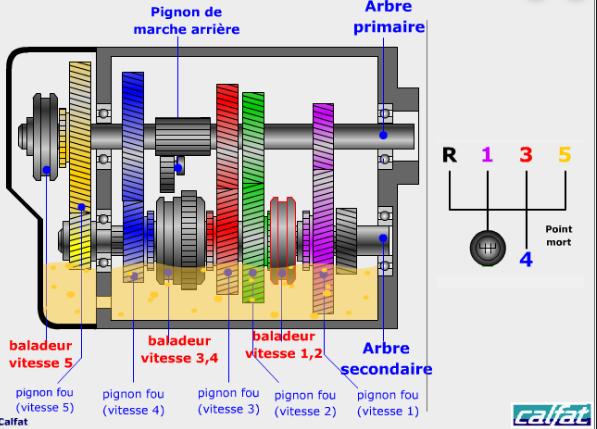 Pignon de
marche arrière
Arbre
primaire
R 1 3 5
Point
mort
4
baladeur
vitesse 5
baladeur
vitesse 3,4
baladeur
vitesse 1,2
Arbre
secondaire
pignon fou
(vitesse 5)
pignon fou
(vitesse 4)
pignon fou
(vitesse 3)
pignon fou
(vitesse 2)
pignon fou
(vitesse 1)
Calfat
calfat